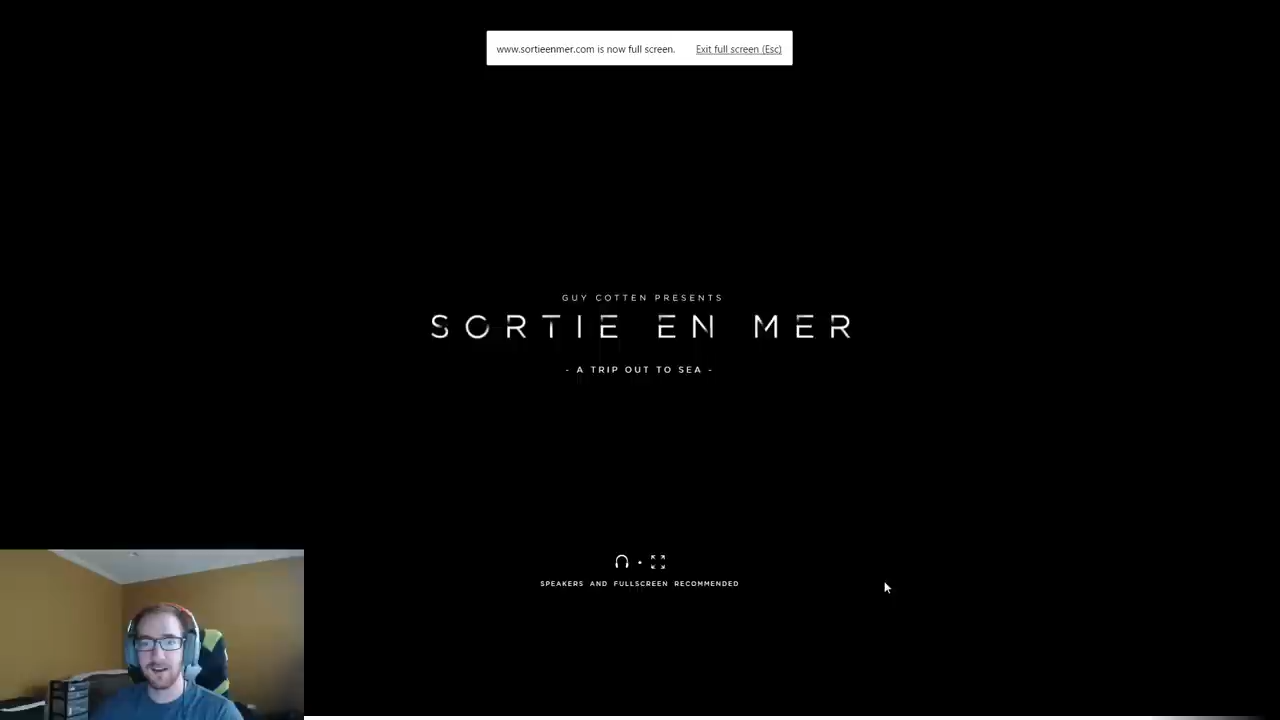 www.sortieenmer.com is now full screen. Exit full screen (Esc)
GUY COTTEN PRESENTS
SORTIE EN MER
- A TRIP OUT TO SEA -
SPEAKERS AND FULLSCREEN RECOMMENDED